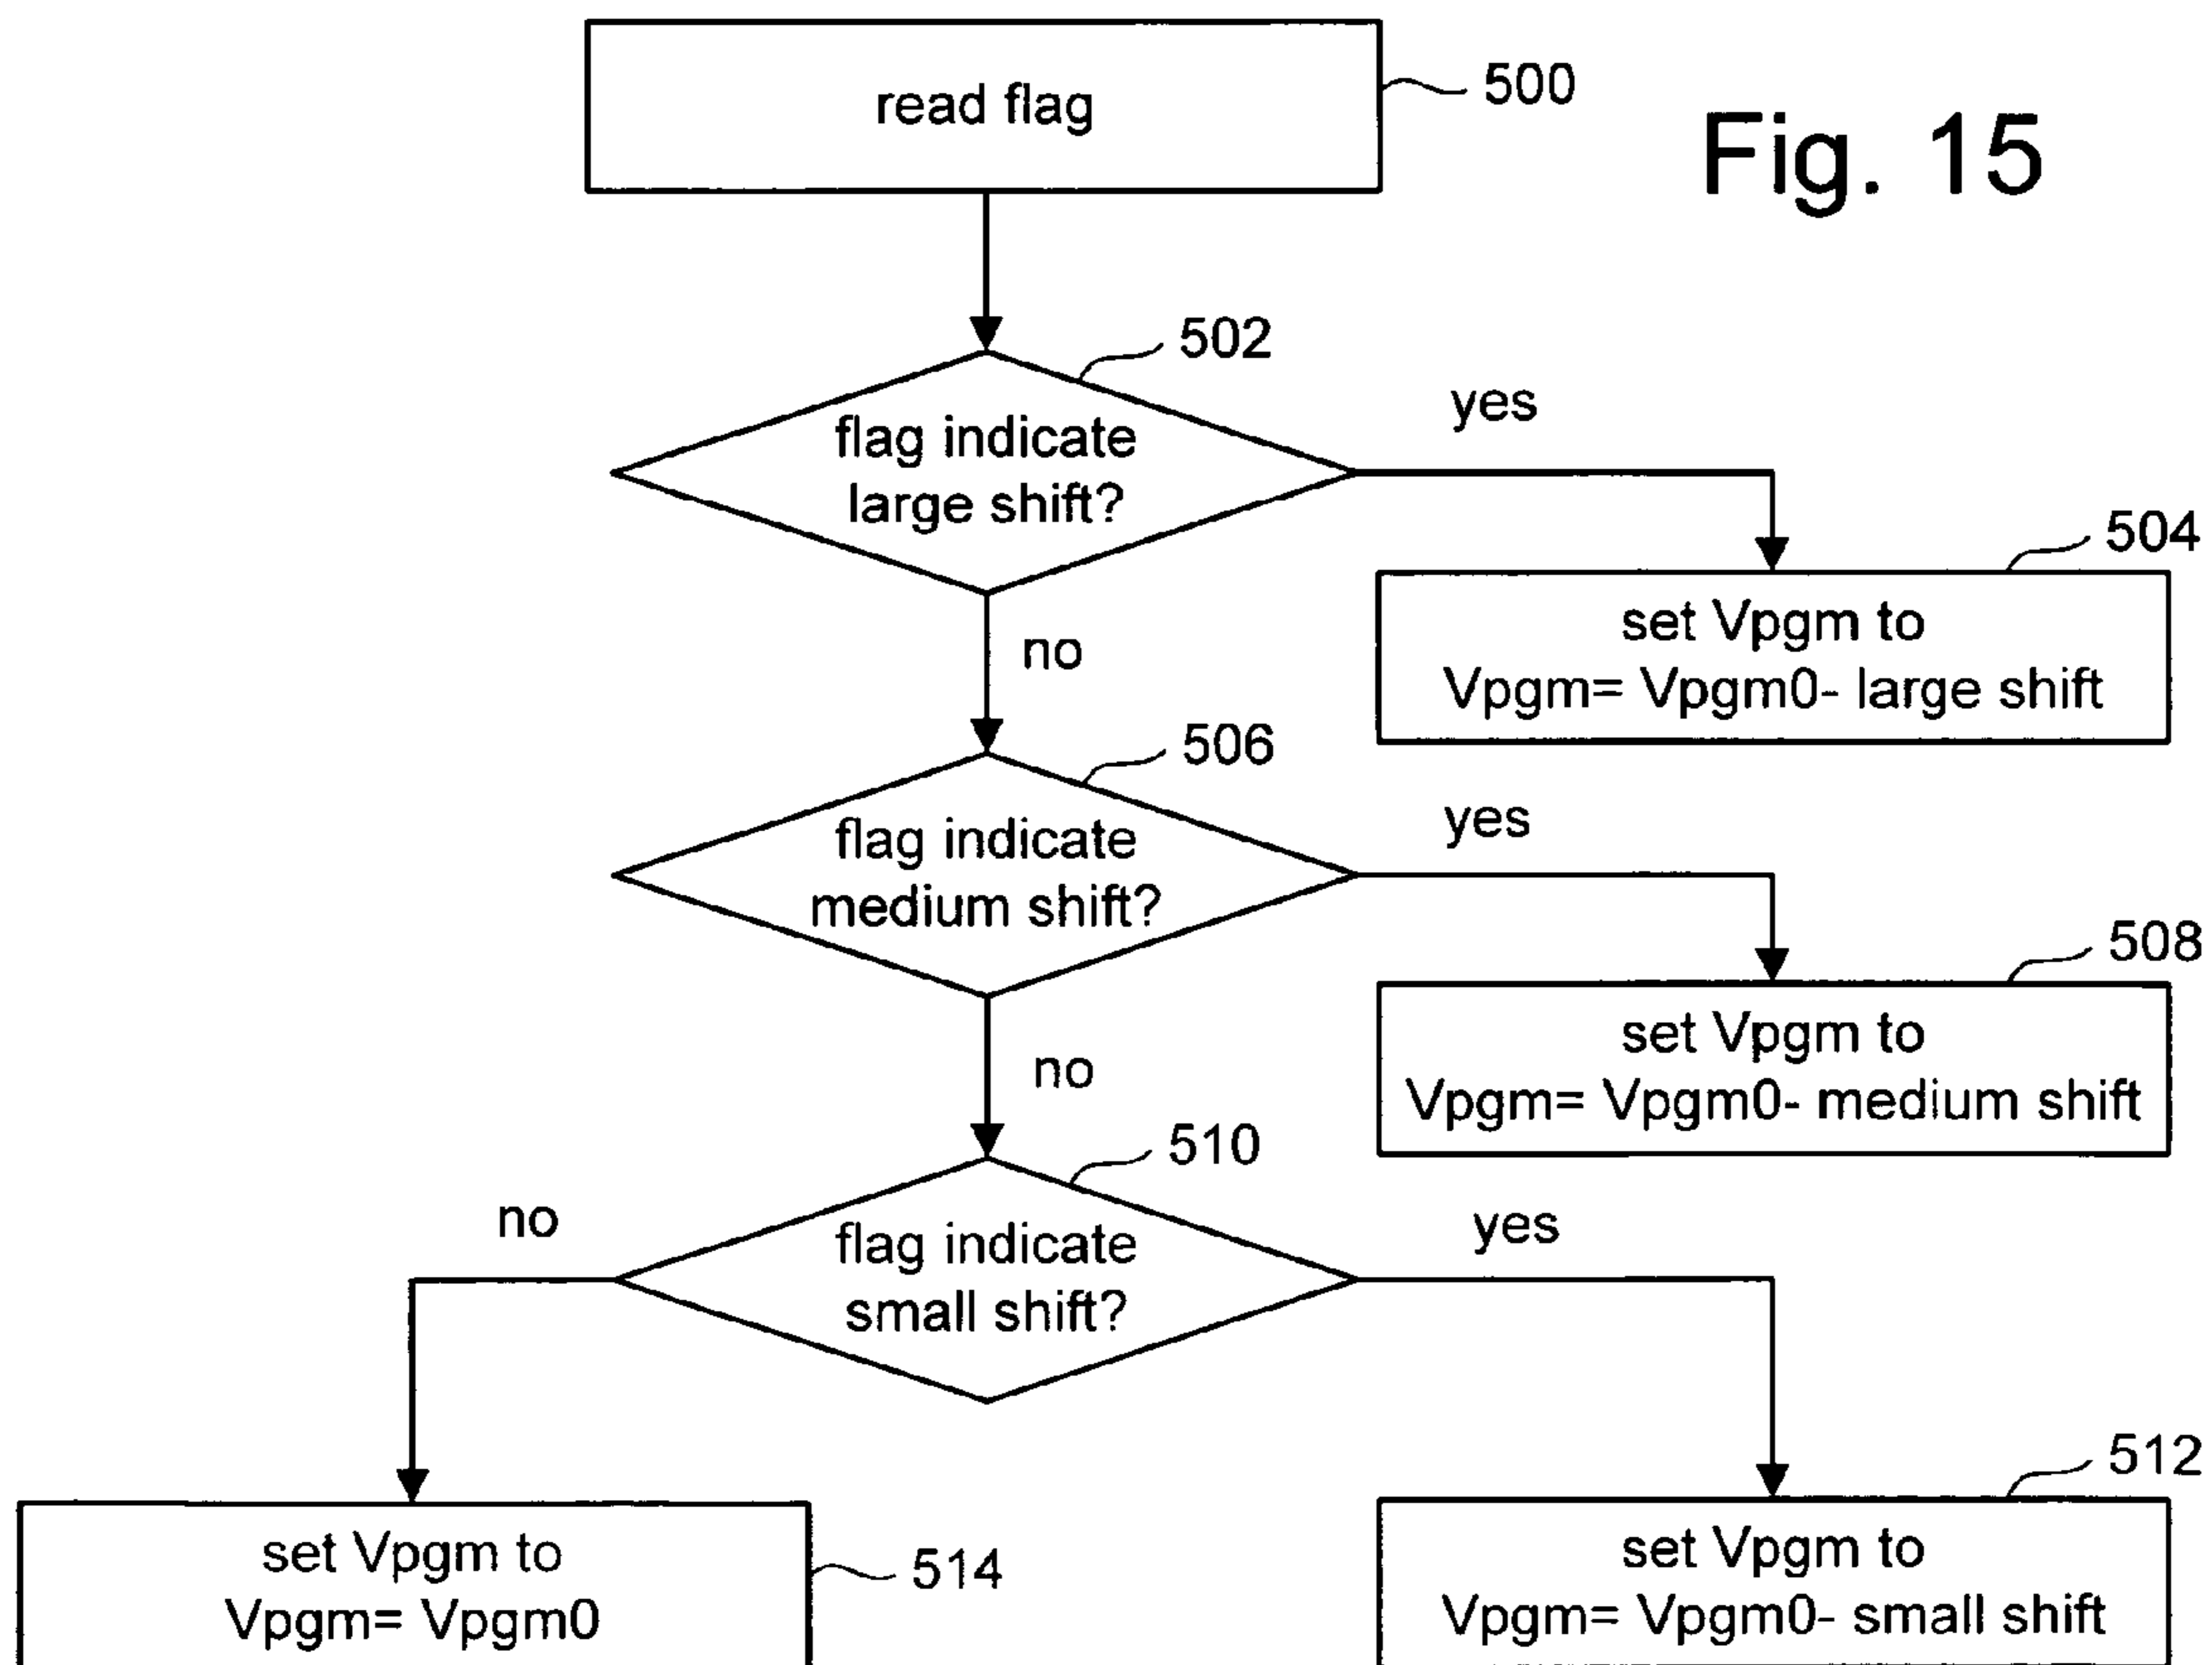 read flag
500
Fig. 15
502
flag indicate
large shift?
yes
504
set Vpgm to
Vpgm= Vpgm0- large shift
no
506
flag indicate
medium shift?
yes
508
set Vpgm to
Vpgm= Vpgm0- medium shift
no
510
flag indicate
small shift?
no
yes
512
set Vpgm to
Vpgm= Vpgm0- small shift
set Vpgm to
Vpgm= Vpgm0
514